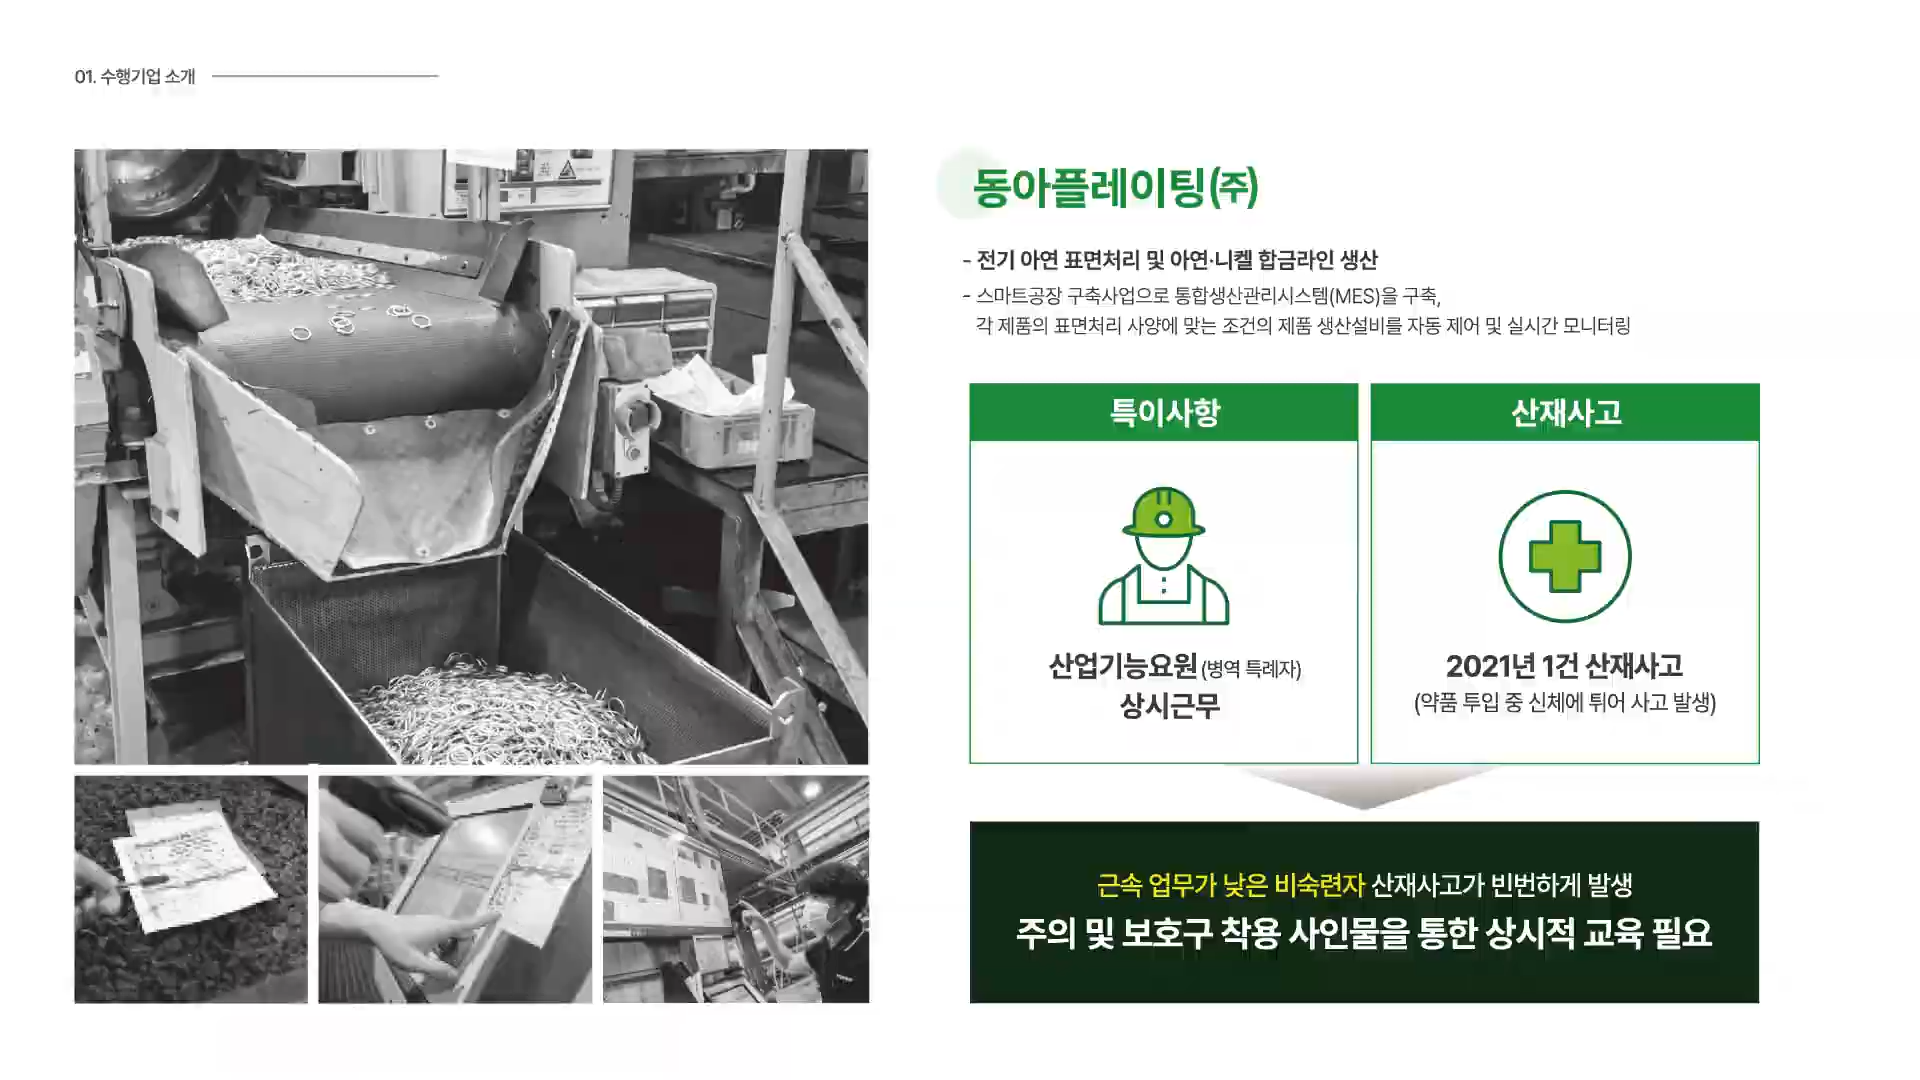 01. 수행기업 소개
동아플레이팅(주)
- 전기 아연 표면처리 및 아연·니켈 합금라인 생산
- 스마트공장 구축사업으로 통합생산관리시스템(MES)을 구축,
각 제품의 표면처리 사양에 맞는 조건의 제품 생산설비를 자동 제어 및 실시간 모니터링
특이사항
산업기능요원(병역 특례자)
상시근무
산재사고
2021년 1건 산재사고
(약품 투입 중 신체에 튀어 사고 발생)
근속 업무가 낮은 비숙련자 산재사고가 빈번하게 발생
주의 및 보호구 착용 사인물을 통한 상시적 교육 필요